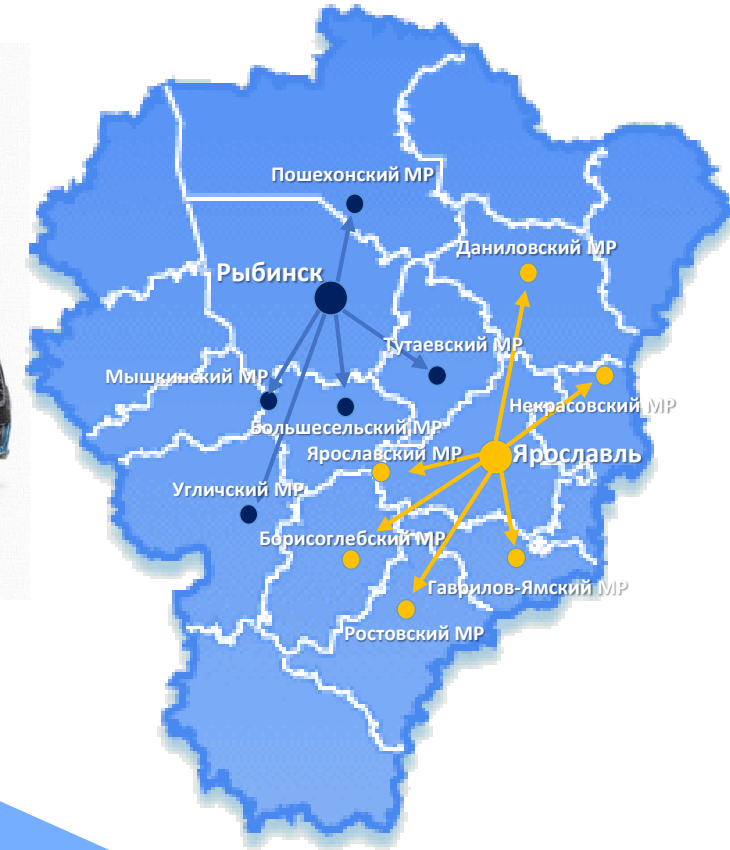 Пошехонский МР
Даниловский МР
Рыбинск
Тутаевский МР
Мышкинский МР
Некрасовский МР
Большесельский МР
Ярославский МР
Ярославль
Угличский МР
Борисоглебский МР
Гаврилов-Ямский МР
Ростовский МР